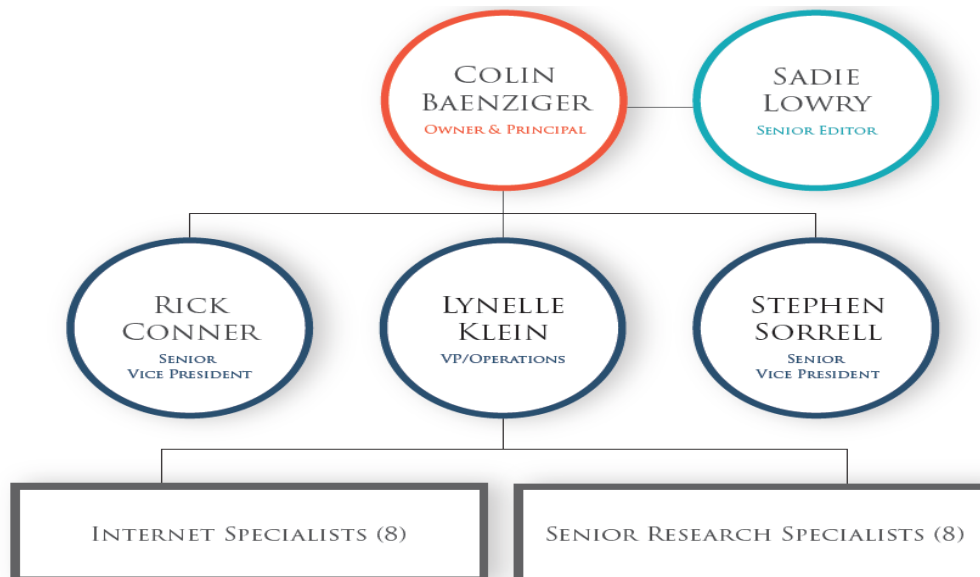 Colin
Baenziger
Owner & Principal
Sadie
Lowry
Senior Editor
Rick
Conner
Senior
Vice President
Lynelle
Klein
VP/Operations
Stephen
Sorrell
Senior
Vice President
Internet Specialists (8)
Senior Research Specialists (8)